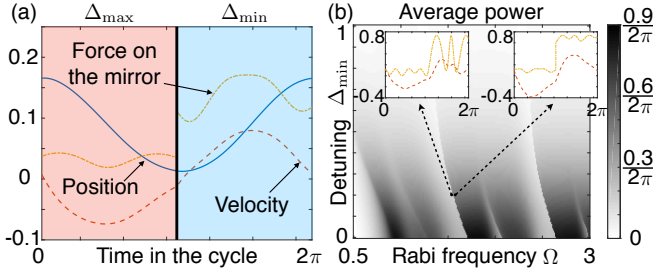 (a)
Δmax
Δmin
0.2
0.1
0
-0.1
Force on
the mirror
Position
Velocity
0
Time in the cycle
2π
(b)
Average power
1
Detuning Δmin
0
0.4
-0.4
0
2π
0.4
-0.4
0
2π
0.5
Rabi frequency Ω
3
0.9/2π
0.6/2π
0.3/2π
0